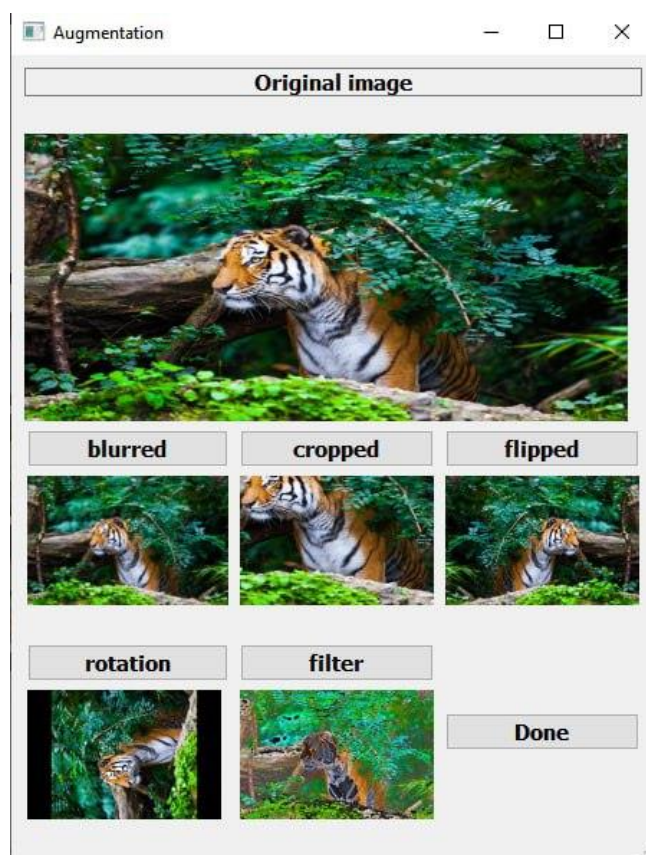 Augmentation
Original image
blurred
cropped
flipped
rotation
filter
Done